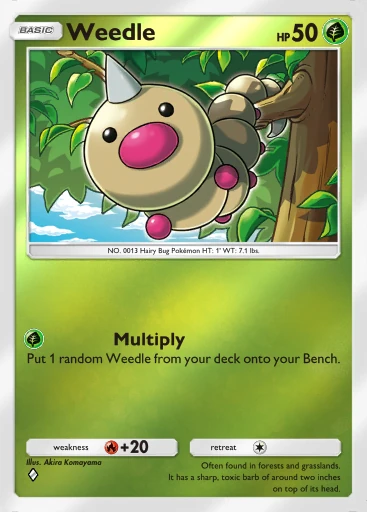 BASIC Weedle HP 50
NO. 0013 Hairy Bug Pokémon HT: 1' WT: 7.1 lbs.
Multiply
Put 1 random Weedle from your deck onto your Bench.
weakness +20 retreat
Illus. Akira Komayama
Often found in forests and grasslands.
It has a sharp, toxic barb of around two inches
on top of its head.